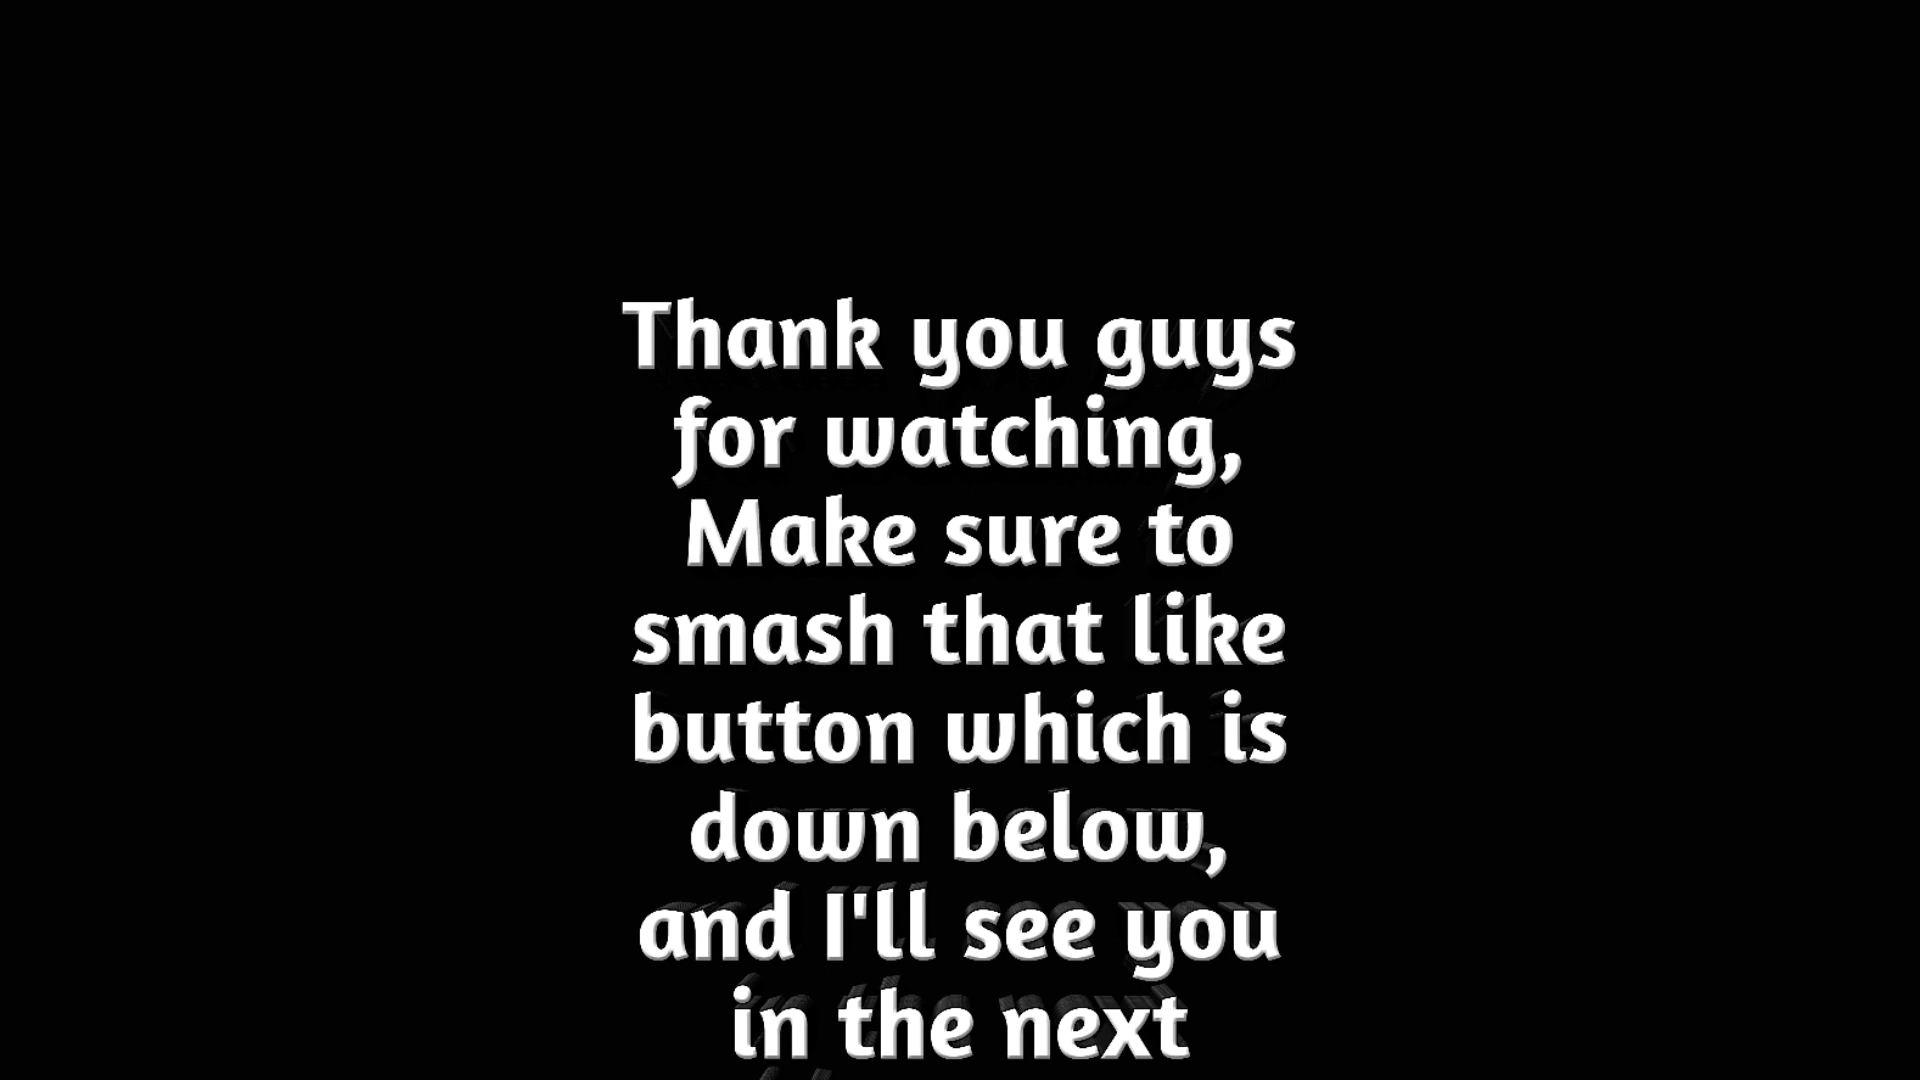 Thank you guys
for watching,
Make sure to
smash that like
button which is
down below,
and I'll see you
in the next